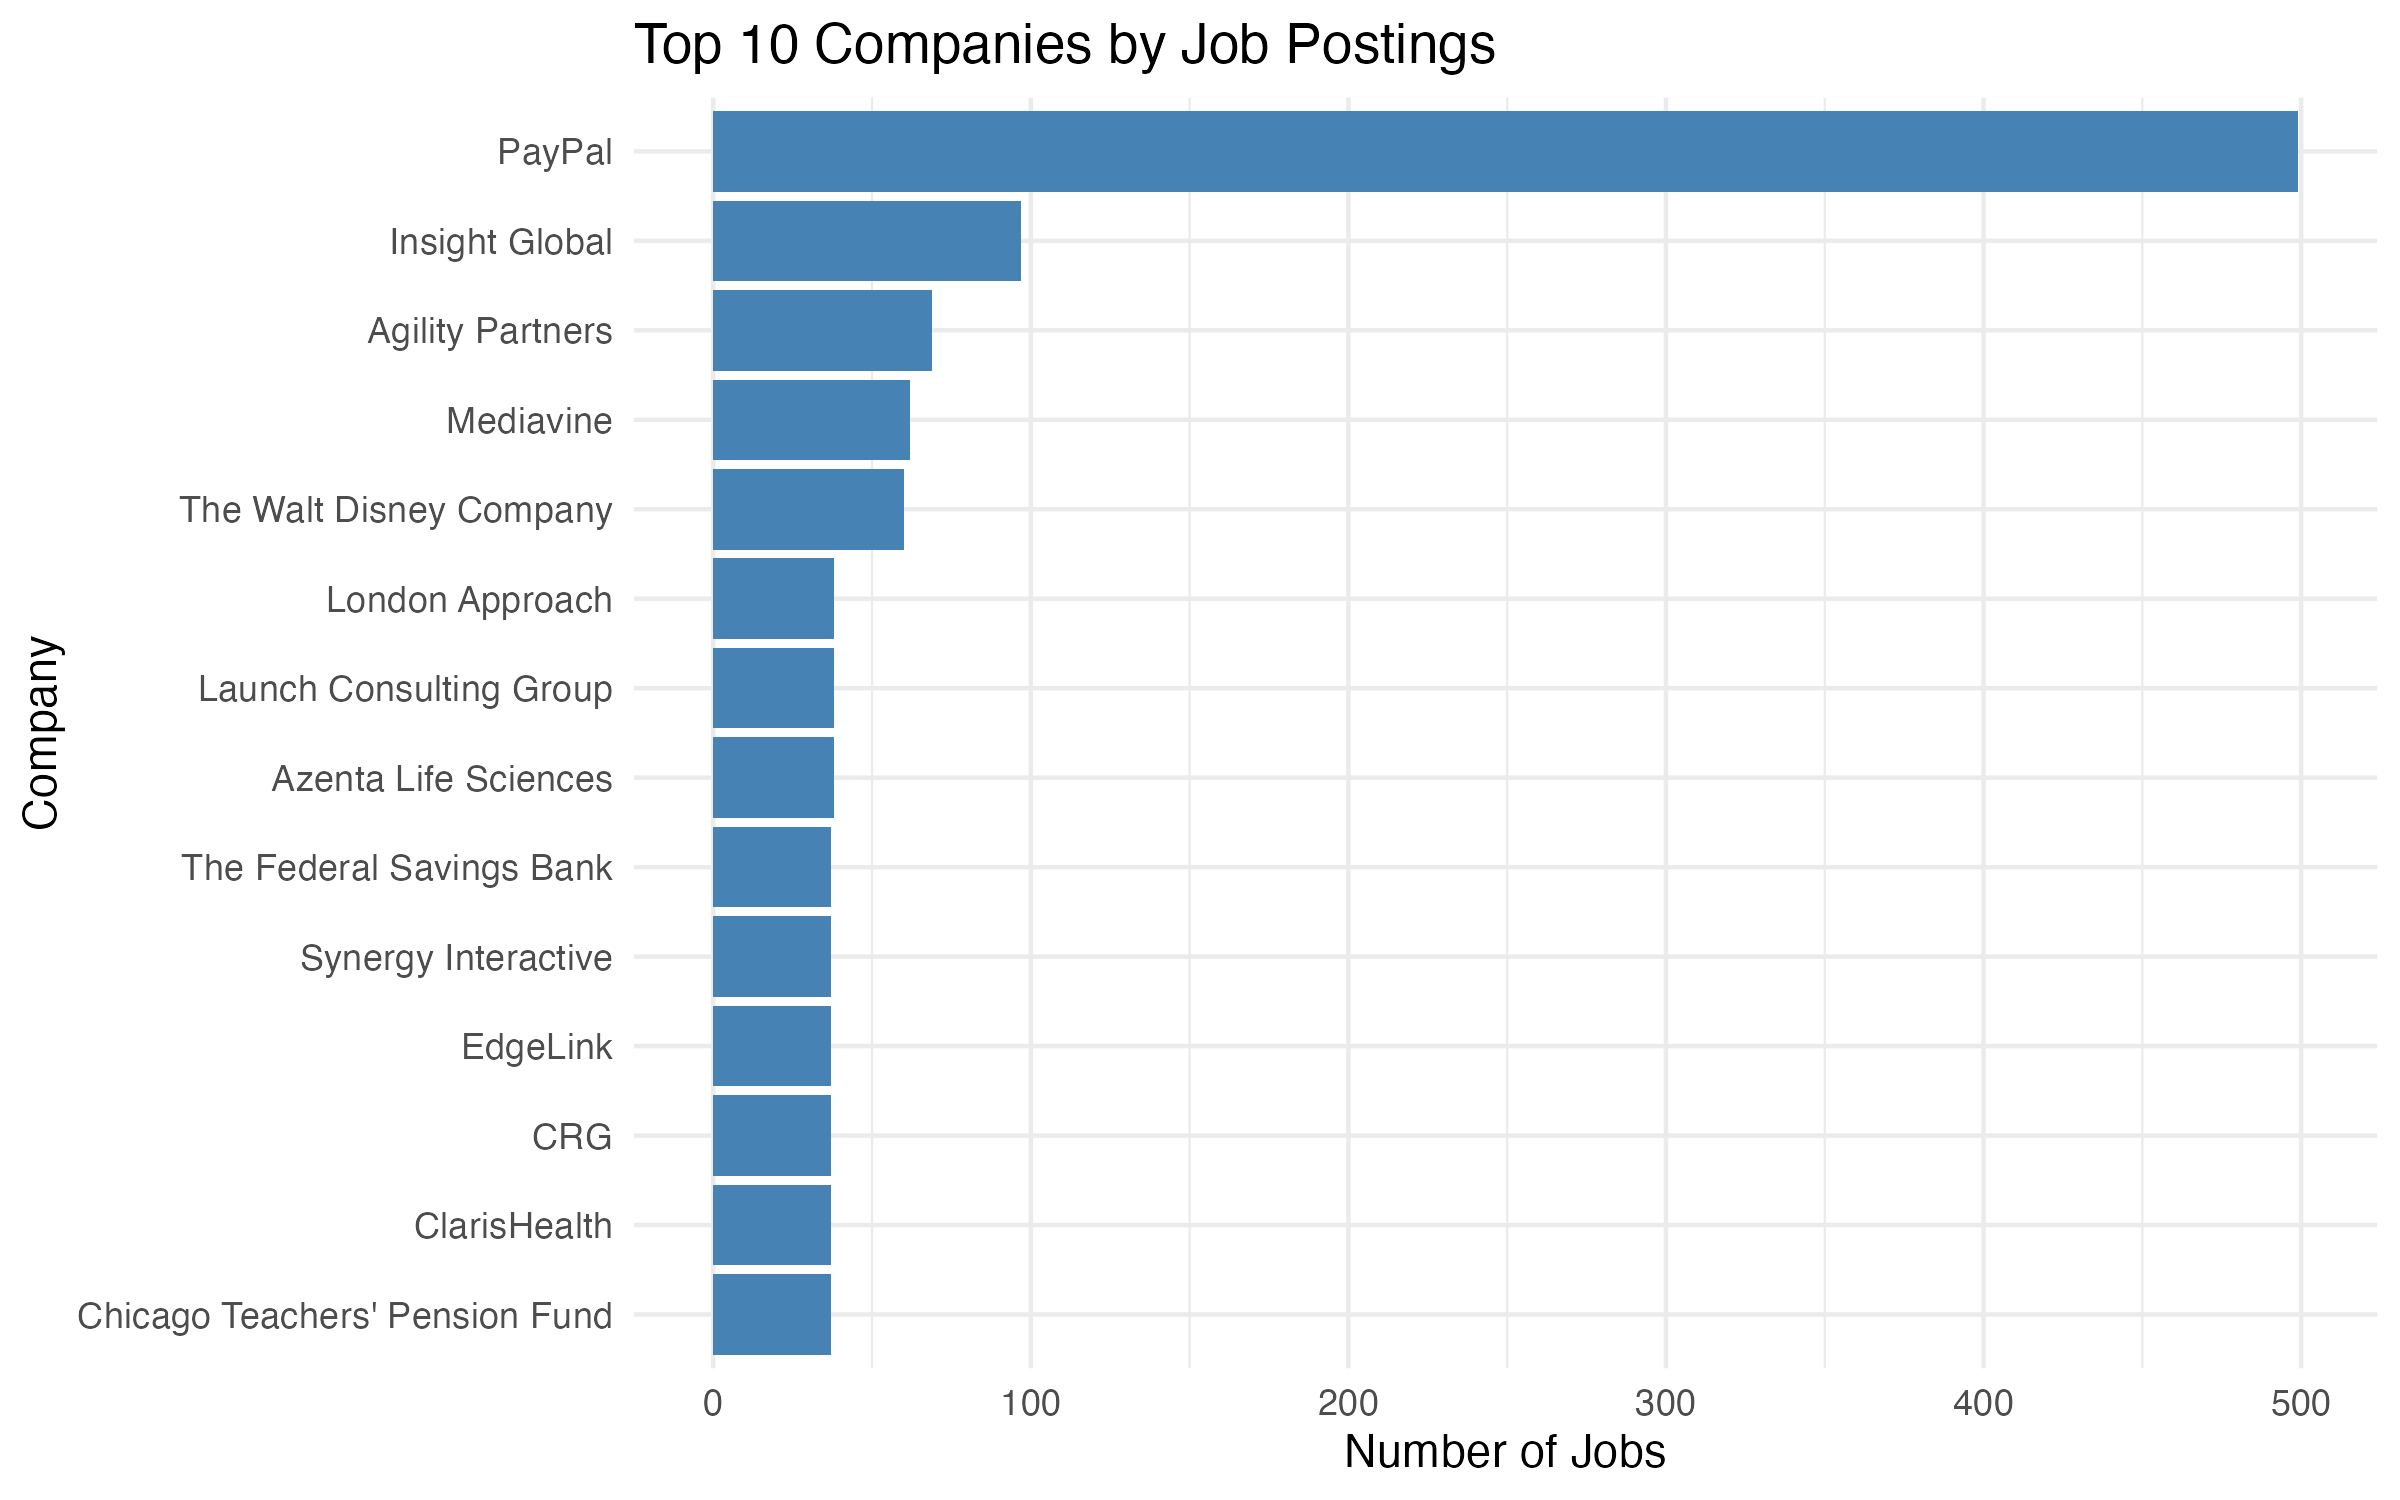 Top 10 Companies by Job Postings
Company
PayPal
Insight Global
Agility Partners
Mediavine
The Walt Disney Company
London Approach
Launch Consulting Group
Azenta Life Sciences
The Federal Savings Bank
Synergy Interactive
EdgeLink
CRG
ClarisHealth
Chicago Teachers' Pension Fund
0 100 200 300 400 500
Number of Jobs